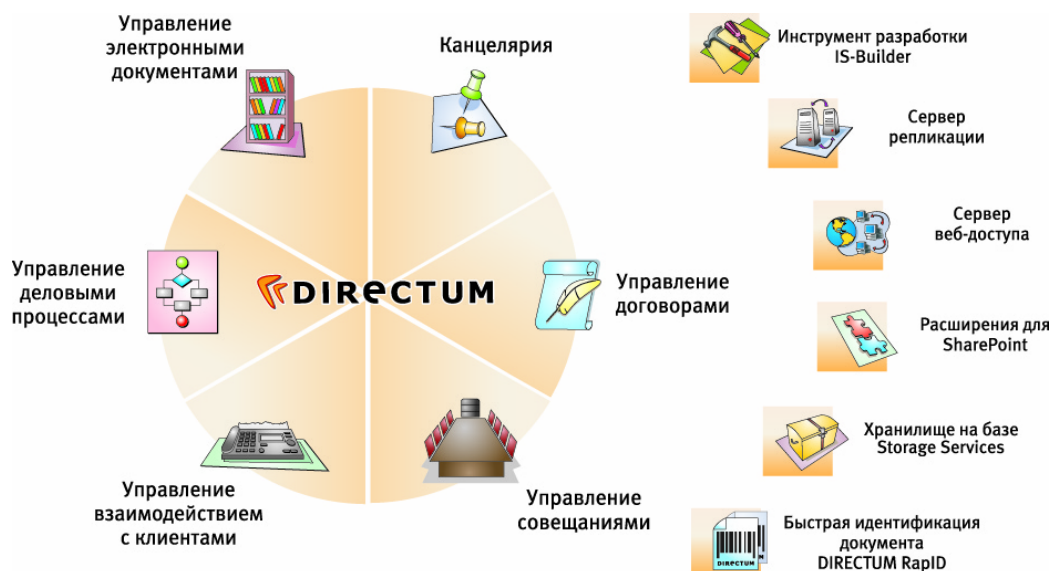 Управление
электронными
документами
Канцелярия
Управление
деловыми
процессами
DIRECTUM
Управление
договорами
Управление
взаимодействием
с клиентами
Управление
совещаниями
Инструмент разработки
IS-Builder
Сервер
репликации
Сервер
веб-доступа
Расширения для
SharePoint
Хранилище на базе
Storage Services
DIRECTUM
Быстрая идентификация
документа
DIRECTUM RapID